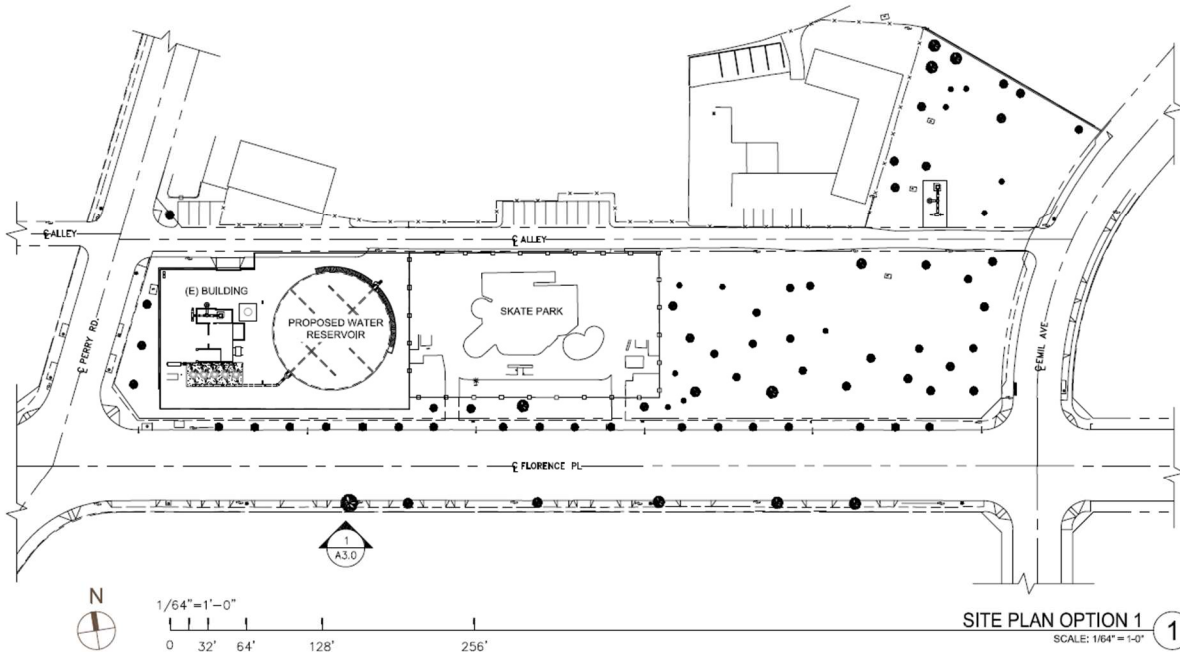 ℄ ALLEY
℄ ALLEY
(E) BUILDING
PROPOSED WATER
RESERVOIR
SKATE PARK
℄ PERRY RD.
℄ EMIL AVE
℄ FLORENCE PL
1
A3.0
N
1/64"=1'-0"
0 32' 64' 128' 256'
SITE PLAN OPTION 1
SCALE: 1/64" = 1-0"
1